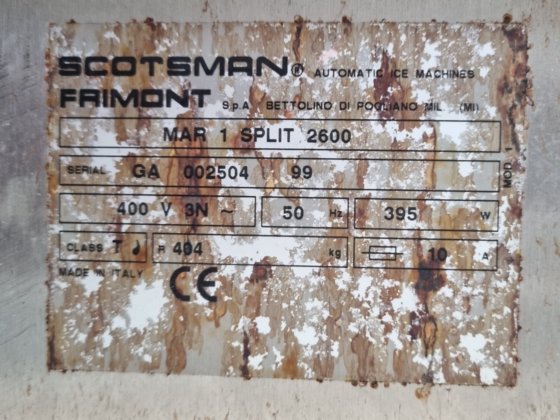 SCOTSMAN® AUTOMATIC ICE MACHINES
FRIMONT S.p.A. BETTOLINO DI POGLIANO MIL. (MI)
MAR 1 SPLIT 2600
SERIAL GA 002504 99
400 V 3N ~ 50 Hz 395 W
CLASS T R 404 kg 10 A
MADE IN ITALY CE
MOD